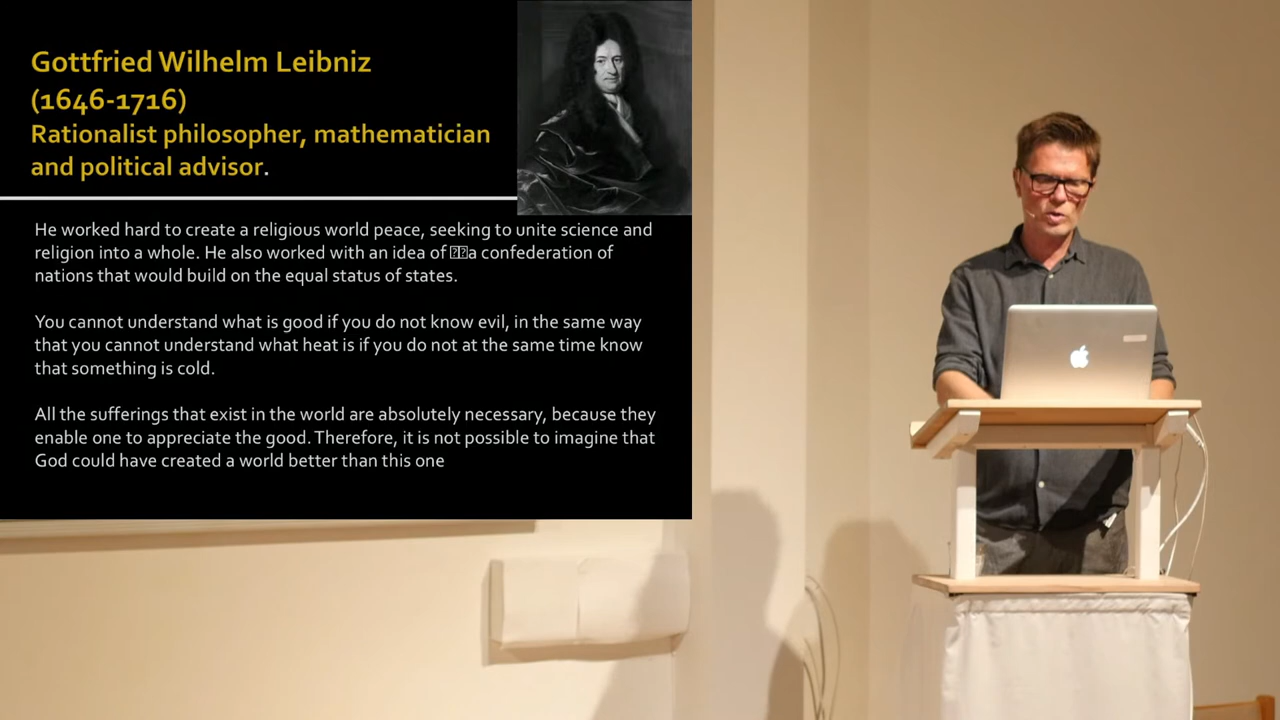 Gottfried Wilhelm Leibniz
(1646-1716)
Rationalist philosopher, mathematician
and political advisor.
He worked hard to create a religious world peace, seeking to unite science and
religion into a whole. He also worked with an idea of ⍰⍰a confederation of
nations that would build on the equal status of states.
You cannot understand what is good if you do not know evil, in the same way
that you cannot understand what heat is if you do not at the same time know
that something is cold.
All the sufferings that exist in the world are absolutely necessary, because they
enable one to appreciate the good. Therefore, it is not possible to imagine that
God could have created a world better than this one